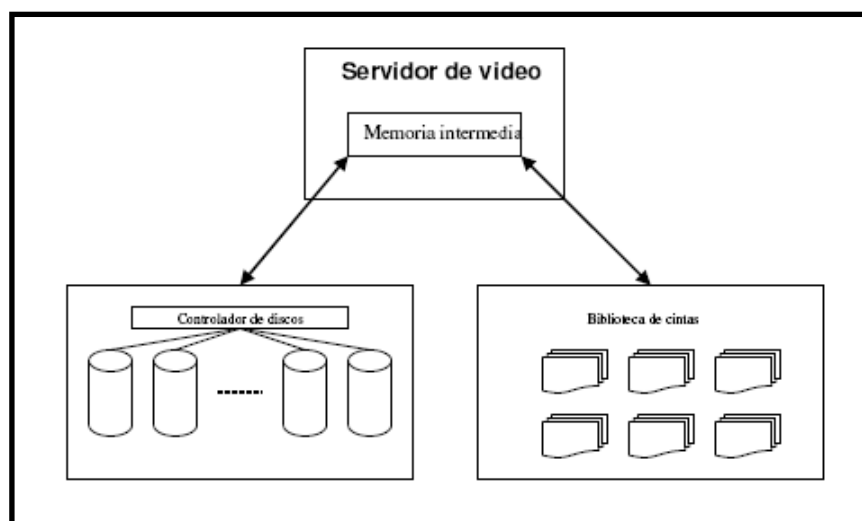 Servidor de video
Memoria intermedia
Controlador de discos
Biblioteca de cintas